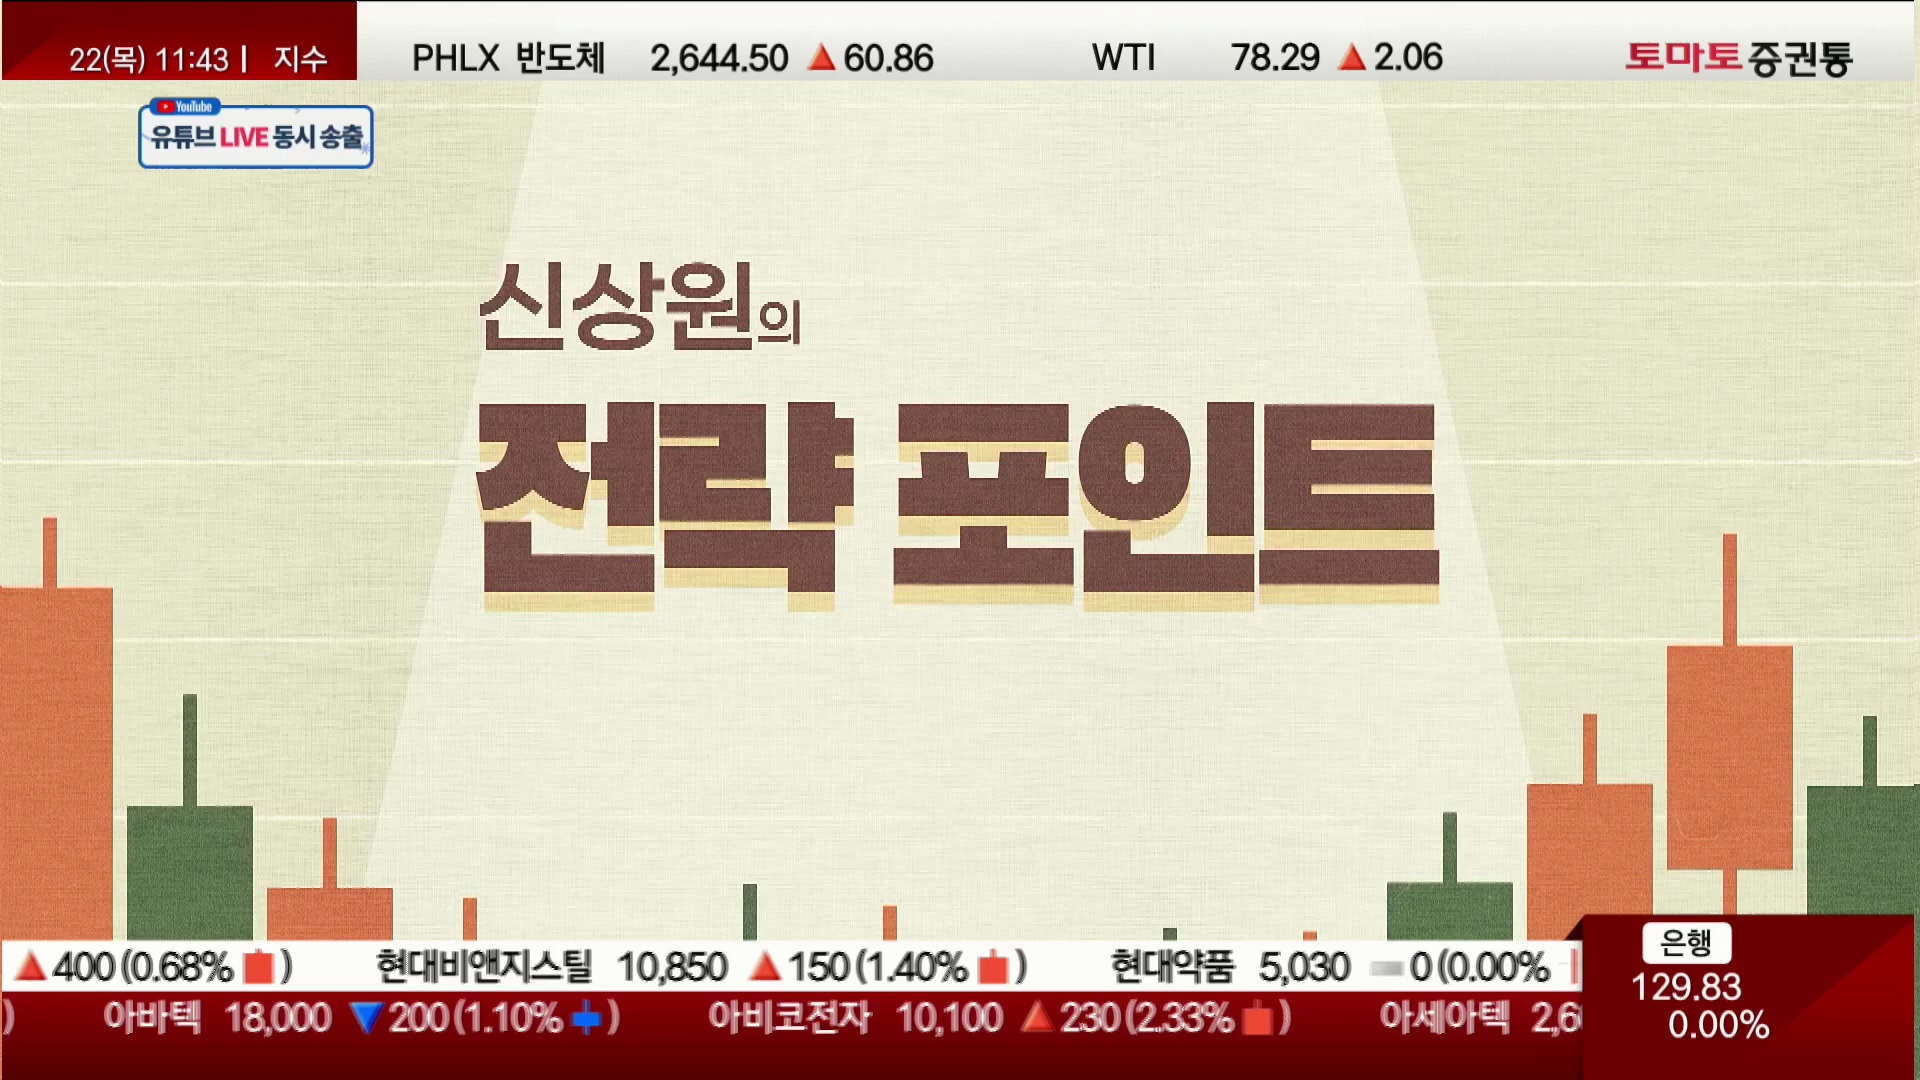 22(목) 11:43 | 지수 PHLX 반도체 2,644.50 ▲60.86 WTI 78.29 ▲2.06 토마토증권통
YouTube
유튜브 LIVE 동시 송출
신상원의
전략 포인트
▲400(0.68% ) 현대비앤지스틸 10,850 ▲150(1.40% ) 현대약품 5,030 0(0.00%
) 아바텍 18,000 ▼200(1.10% ) 아비코전자 10,100 ▲230(2.33% ) 아세아텍 2,6
은행
129.83
0.00%